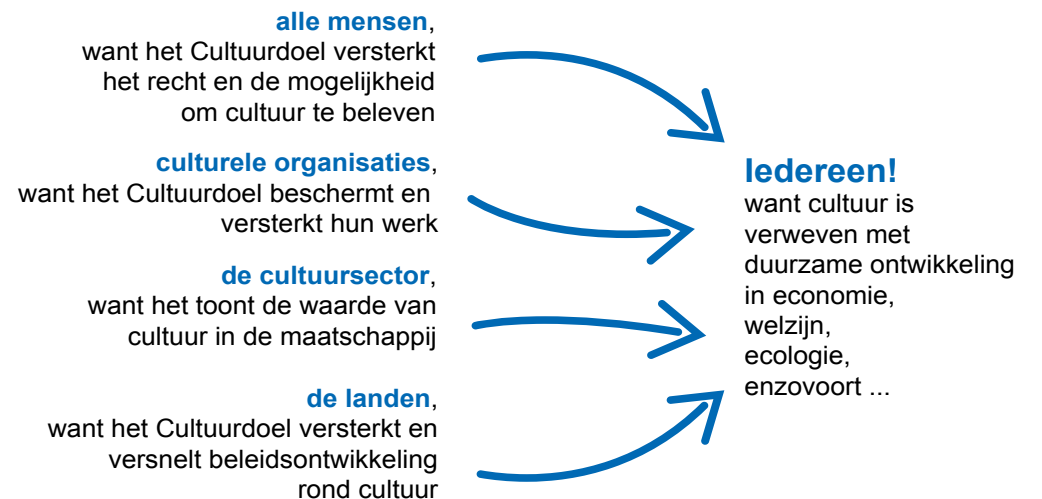 alle mensen,
want het Cultuurdoel versterkt
het recht en de mogelijkheid
om cultuur te beleven
culturele organisaties,
want het Cultuurdoel beschermt en
versterkt hun werk
de cultuursector,
want het toont de waarde van
cultuur in de maatschappij
de landen,
want het Cultuurdoel versterkt en
versnelt beleidsontwikkeling
rond cultuur
Iedereen!
want cultuur is
verweven met
duurzame ontwikkeling
in economie,
welzijn,
ecologie,
enzovoort ...